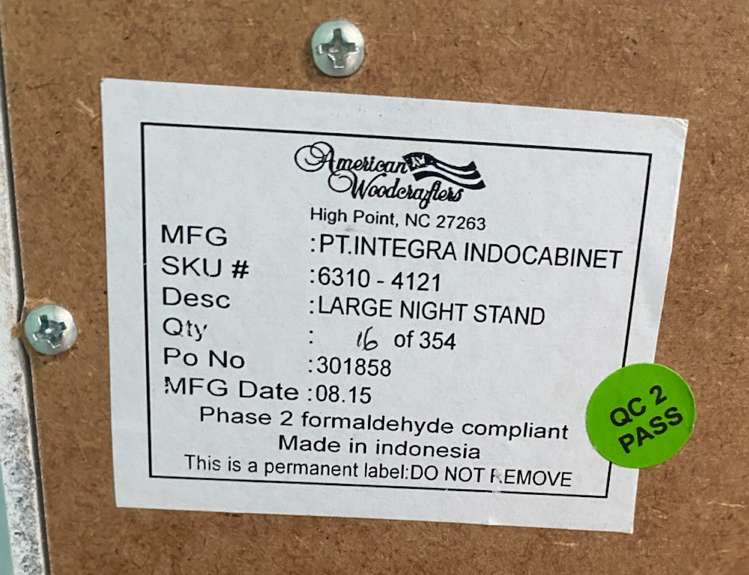 American
Woodcrafters
High Point, NC 27263
MFG :PT.INTEGRA INDOCABINET
SKU # :6310 - 4121
Desc :LARGE NIGHT STAND
Qty : 16 of 354
Po No :301858
MFG Date :08.15
Phase 2 formaldehyde compliant
Made in indonesia
This is a permanent label:DO NOT REMOVE
QC 2
PASS